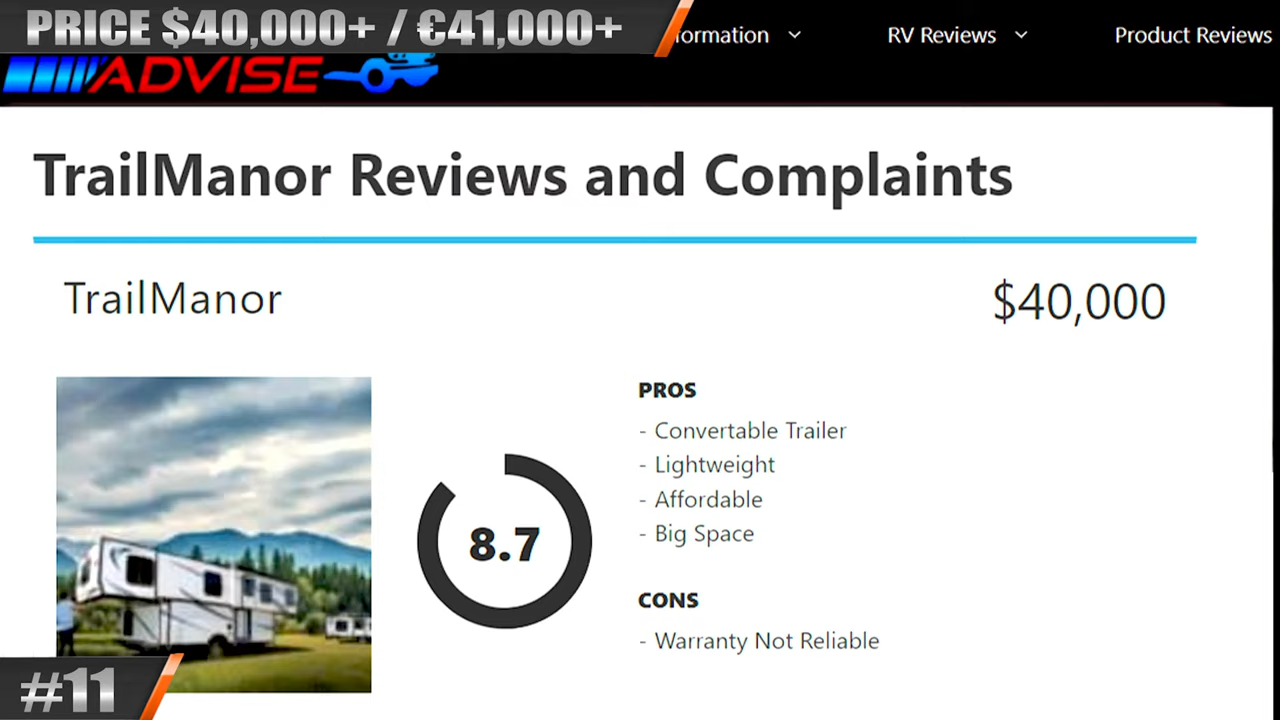 PRICE $40,000+ / €41,000+
formation RV Reviews Product Reviews
ADVISE
TrailManor Reviews and Complaints
TrailManor $40,000
PROS
- Convertable Trailer
- Lightweight
8.7 - Affordable
- Big Space
CONS
- Warranty Not Reliable
#11